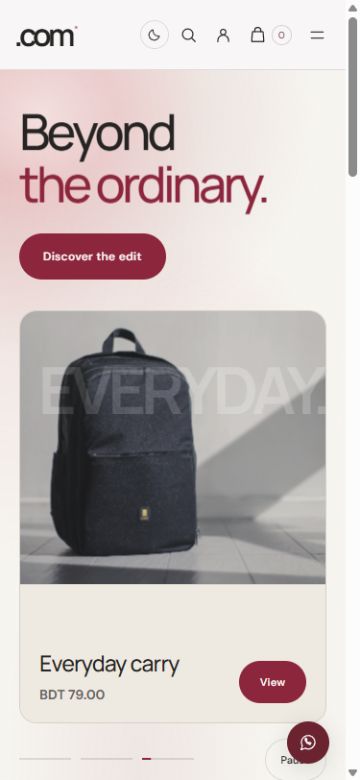 .com
0
Beyond
the ordinary.
Discover the edit
EVERYDAY.
Everyday carry
BDT 79.00
View